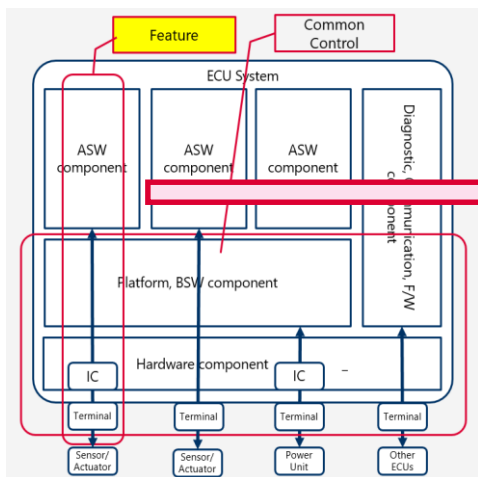 Feature
Common
Control
ECU System
ASW
component
ASW
component
ASW
component
Diagnostic,
F/W
component
Platform, BSW component
Hardware component
IC
IC
–
Terminal
Terminal
Terminal
Terminal
Sensor/
Actuator
Sensor/
Actuator
Power
Unit
Other
ECUs